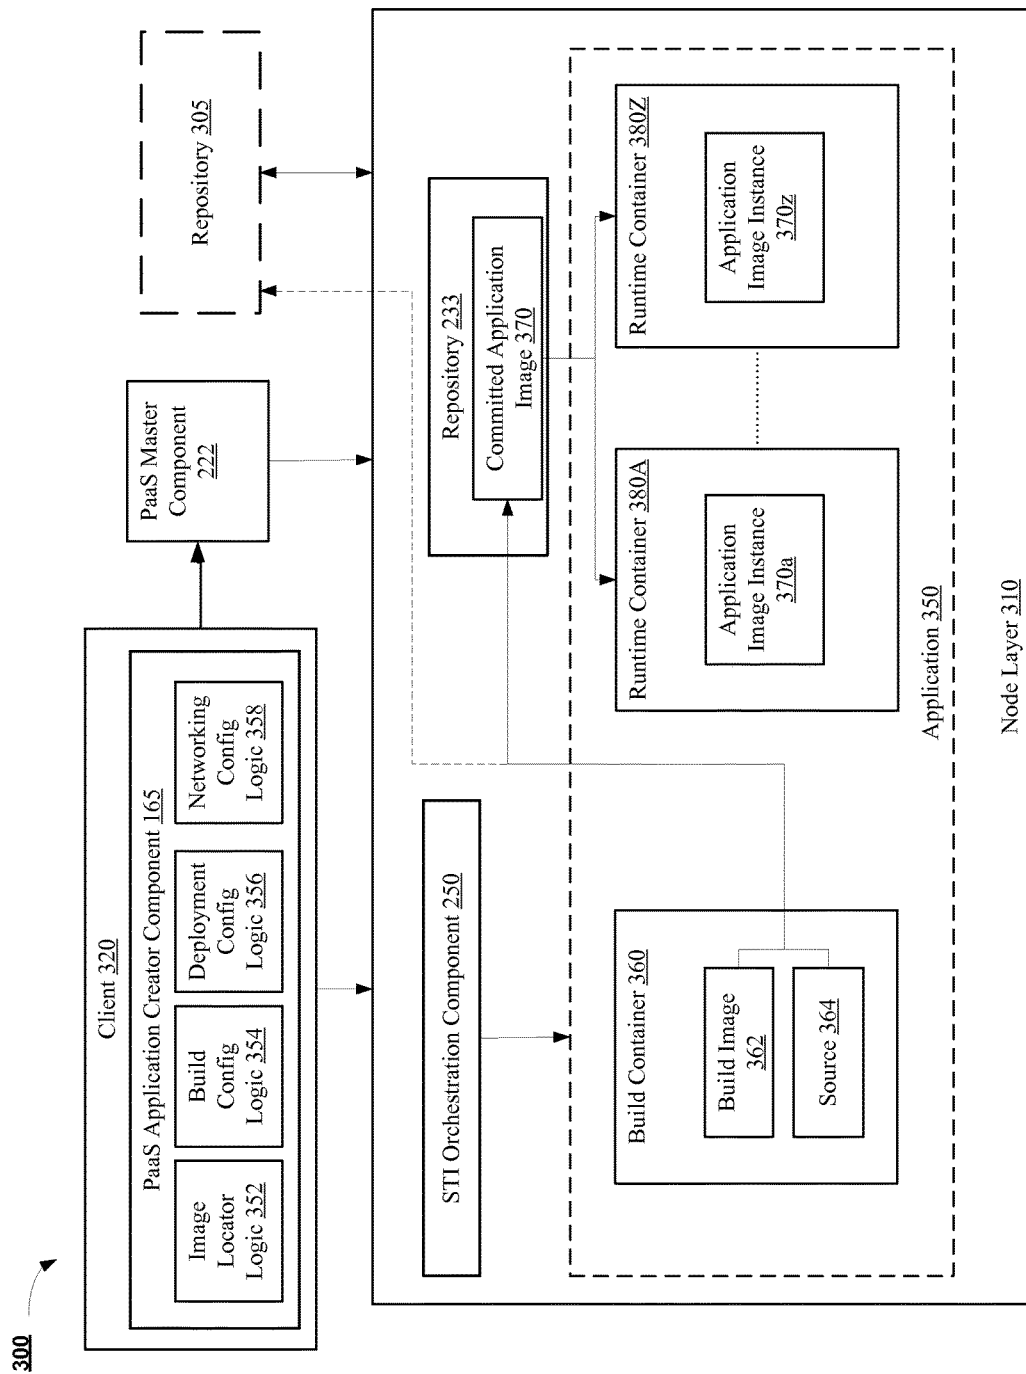 300
Client 320
PaaS Application Creator Component 165
Image
Locator
Logic 352
Build
Config
Logic 354
Deployment
Config
Logic 356
Networking
Config
Logic 358
PaaS Master
Component
222
Repository 305
STI Orchestration Component 250
Repository 233
Committed Application
Image 370
Build Container 360
Build Image
362
Source 364
Runtime Container 380A
Application
Image Instance
370a
Runtime Container 380Z
Application
Image Instance
370z
Application 350
Node Layer 310